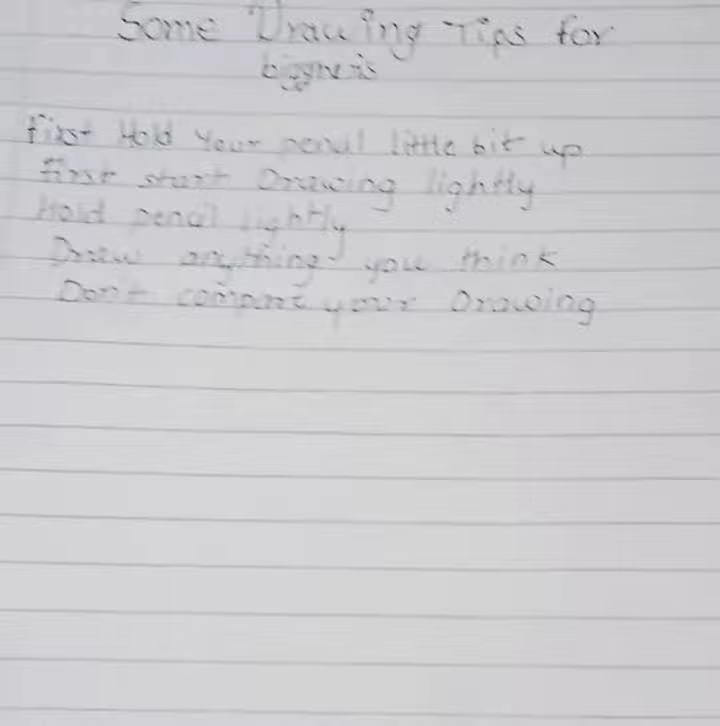 Some Drawing Tips for
biggneris
first Hold Your pencil little bit up
first start Drawing lightly
Hold pencil lightly
Draw anything you think
Don't compare your Drawing